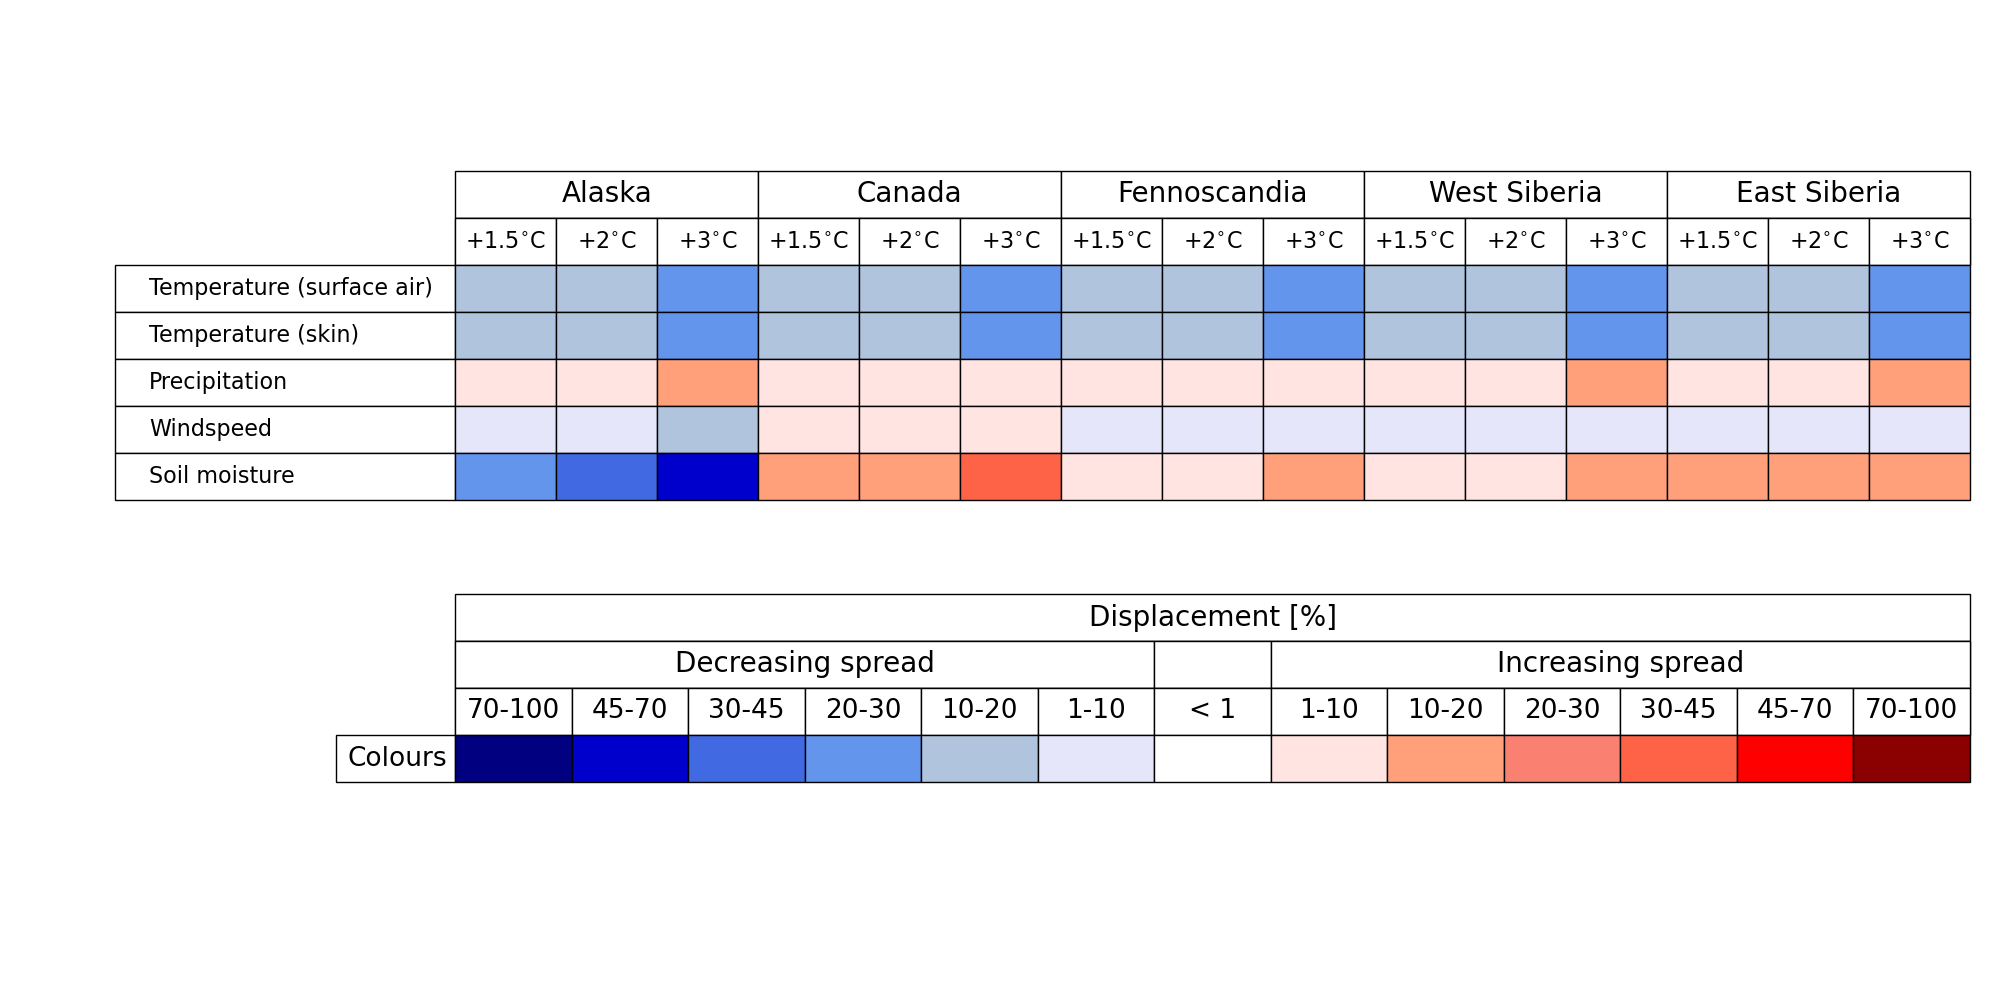 Alaska Canada Fennoscandia West Siberia East Siberia
+1.5°C +2°C +3°C +1.5°C +2°C +3°C +1.5°C +2°C +3°C +1.5°C +2°C +3°C +1.5°C +2°C +3°C
Temperature (surface air)
Temperature (skin)
Precipitation
Windspeed
Soil moisture
Displacement [%]
Decreasing spread Increasing spread
70-100 45-70 30-45 20-30 10-20 1-10 < 1 1-10 10-20 20-30 30-45 45-70 70-100
Colours